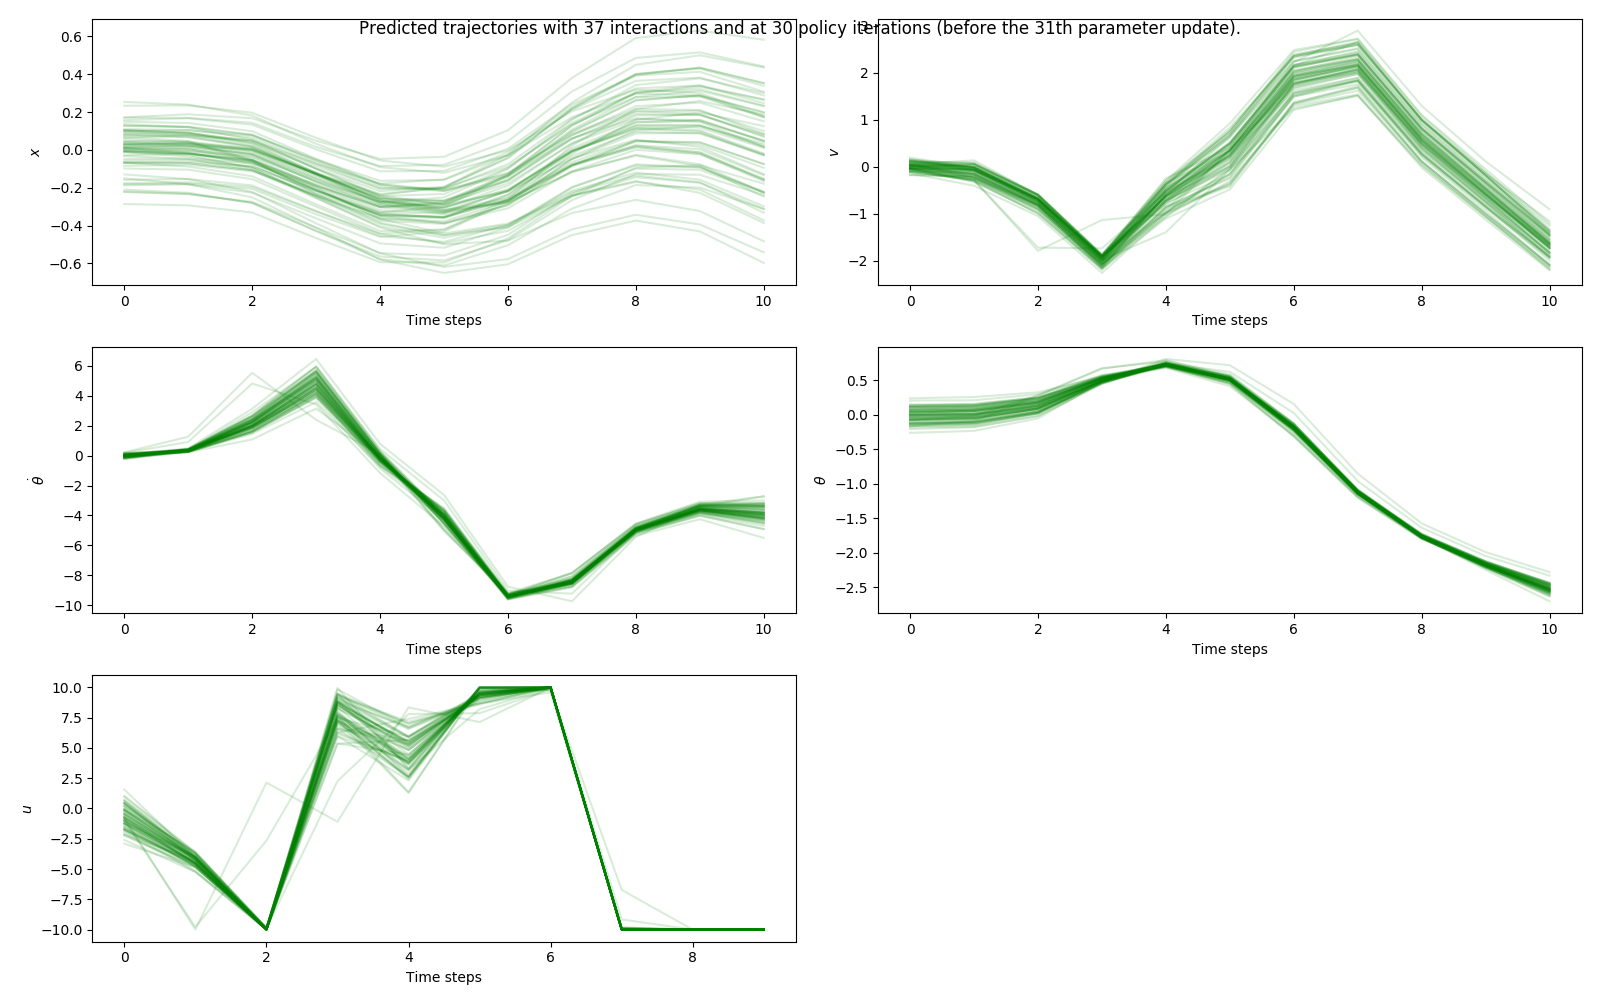 Predicted trajectories with 37 interactions and at 30 policy iterations (before the 31th parameter update).
0.6
0.4
0.2
0.0
−0.2
−0.4
−0.6
x
0 2 4 6 8 10
Time steps
3
2
1
0
−1
−2
v
0 2 4 6 8 10
Time steps
6
4
2
0
−2
−4
−6
−8
−10
θ̇
0 2 4 6 8 10
Time steps
0.5
0.0
−0.5
−1.0
−1.5
−2.0
−2.5
θ
0 2 4 6 8 10
Time steps
10.0
7.5
5.0
2.5
0.0
−2.5
−5.0
−7.5
−10.0
u
0 2 4 6 8
Time steps